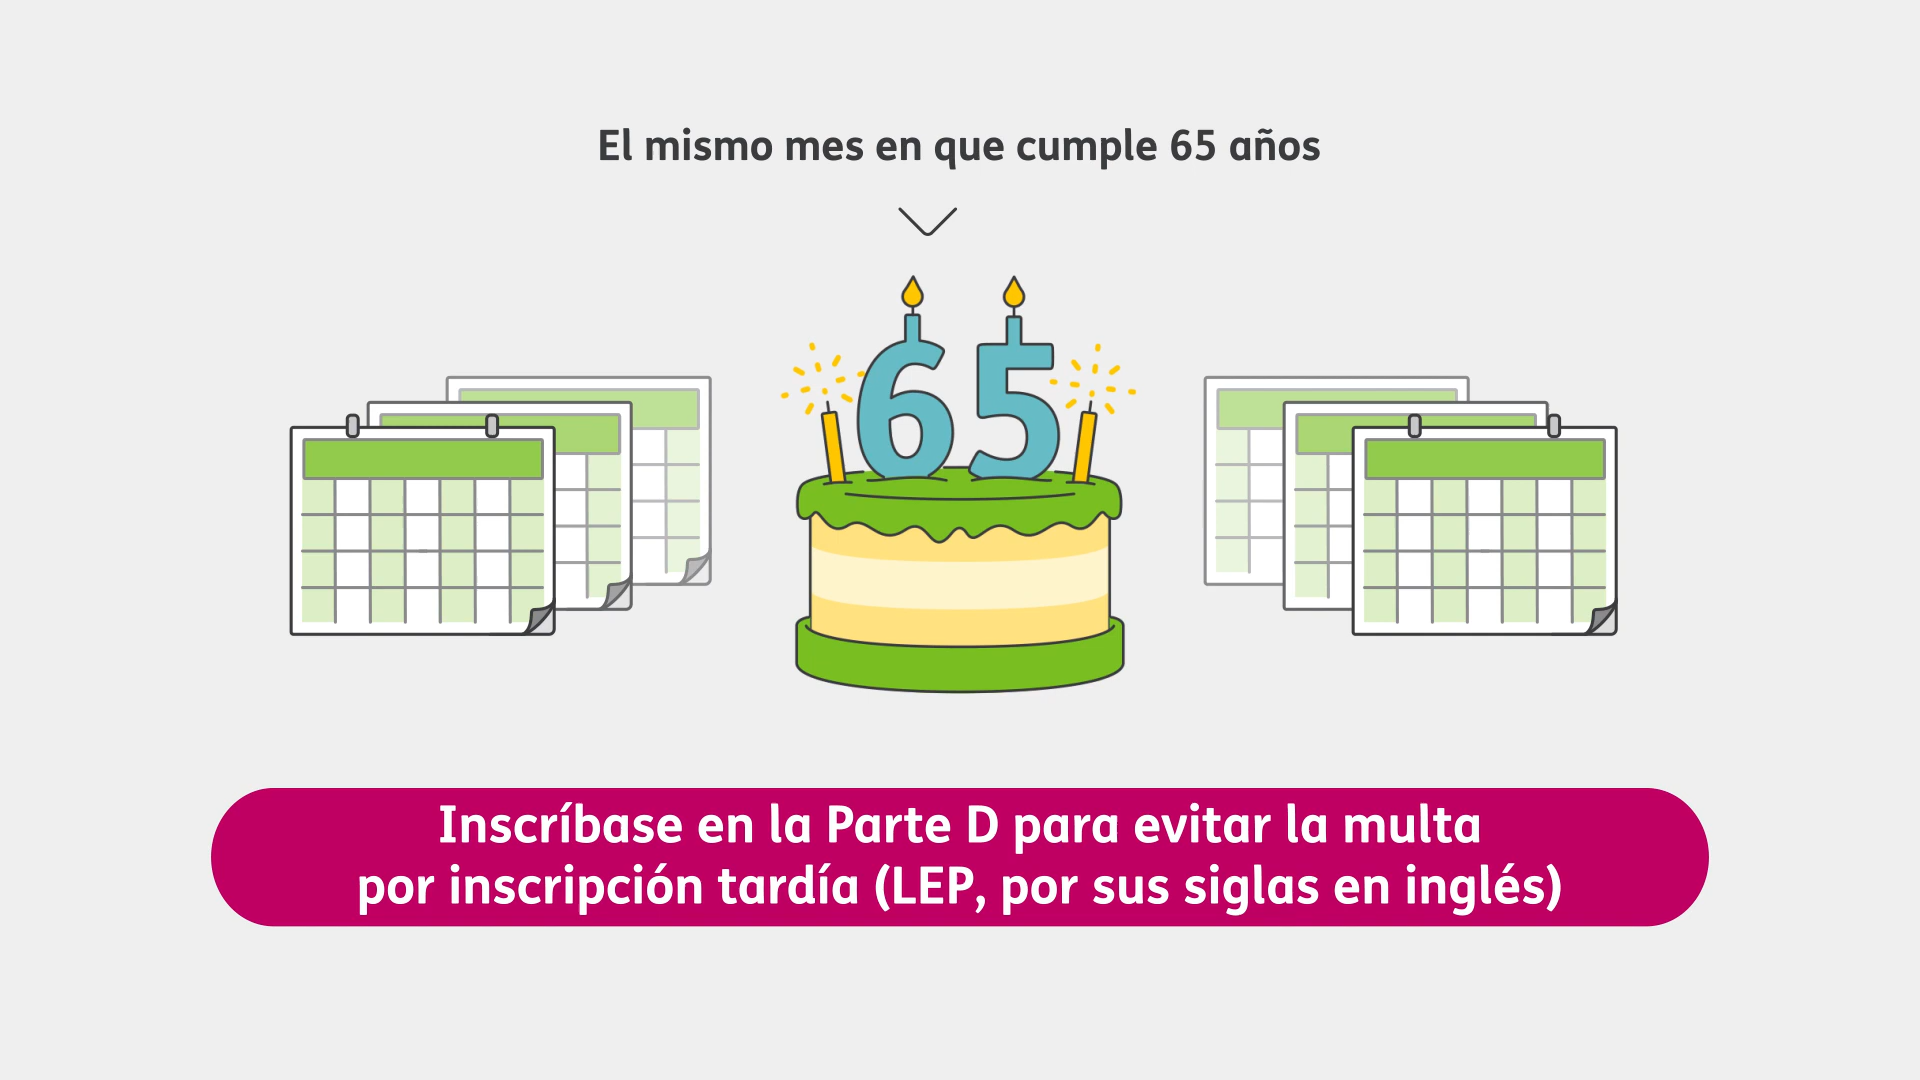 El mismo mes en que cumple 65 años
65
Inscríbase en la Parte D para evitar la multa
por inscripción tardía (LEP, por sus siglas en inglés)